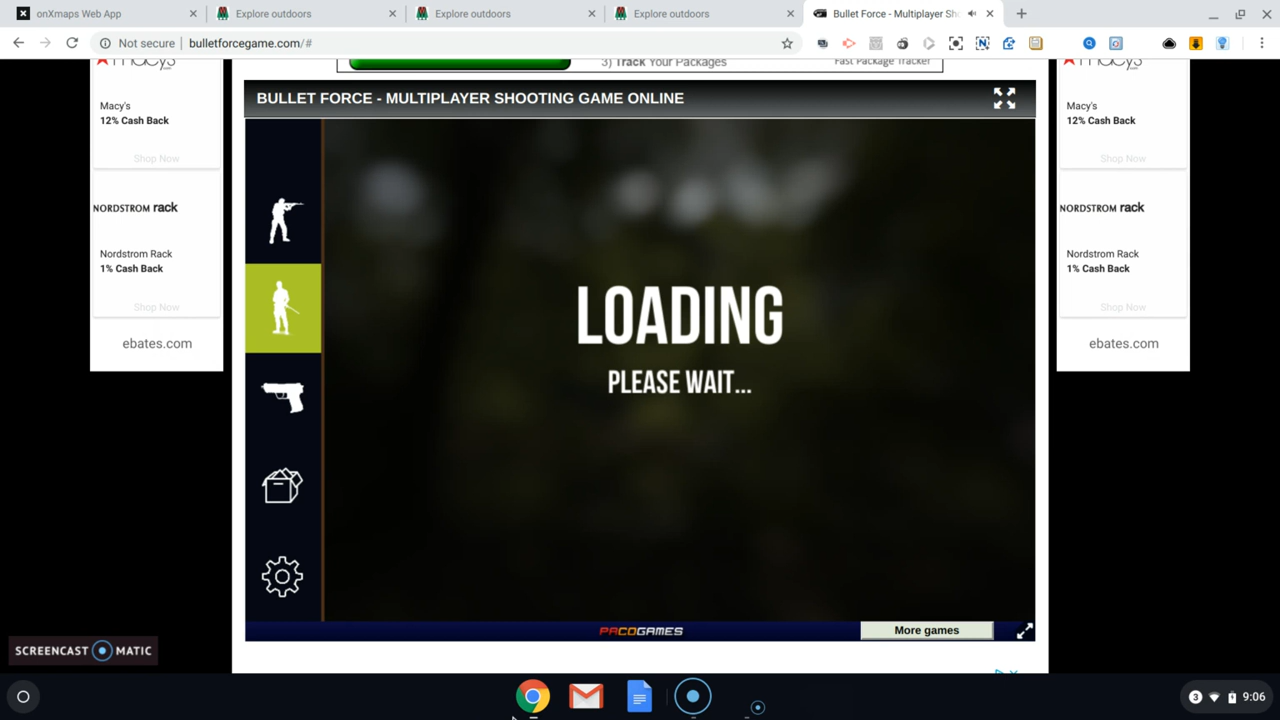 onXmaps Web App
Explore outdoors
Explore outdoors
Explore outdoors
Bullet Force - Multiplayer Sh
Not secure
bulletforcegame.com/#
macys
3) Track Your Packages
Fast Package Tracker
macys
BULLET FORCE - MULTIPLAYER SHOOTING GAME ONLINE
Macy's
12% Cash Back
Shop Now
Macy's
12% Cash Back
Shop Now
NORDSTROM rack
Nordstrom Rack
1% Cash Back
Shop Now
ebates.com
NORDSTROM rack
Nordstrom Rack
1% Cash Back
Shop Now
ebates.com
LOADING
PLEASE WAIT...
PACOGAMES
More games
SCREENCAST MATIC
3
9:06